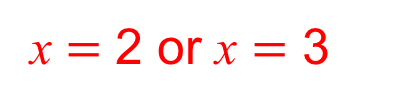 x = 2 or x = 3